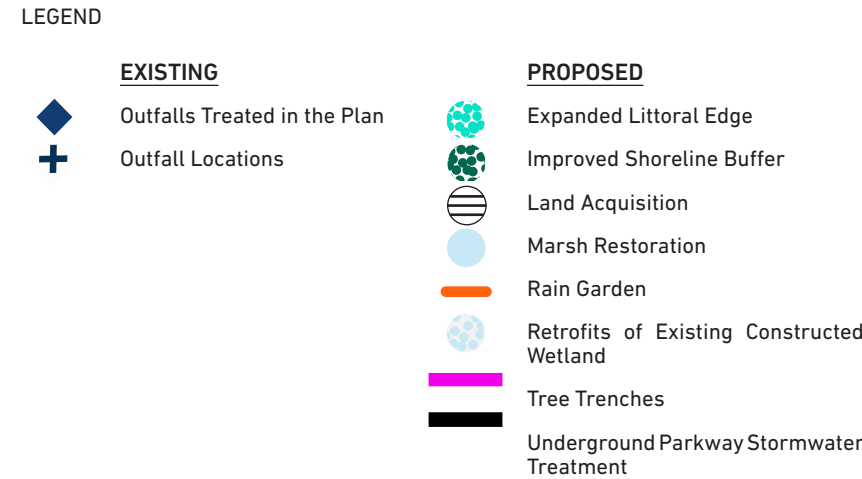 LEGEND
EXISTING
Outfalls Treated in the Plan
Outfall Locations
PROPOSED
Expanded Littoral Edge
Improved Shoreline Buffer
Land Acquisition
Marsh Restoration
Rain Garden
Retrofits of Existing Constructed
Wetland
Tree Trenches
Underground Parkway Stormwater
Treatment